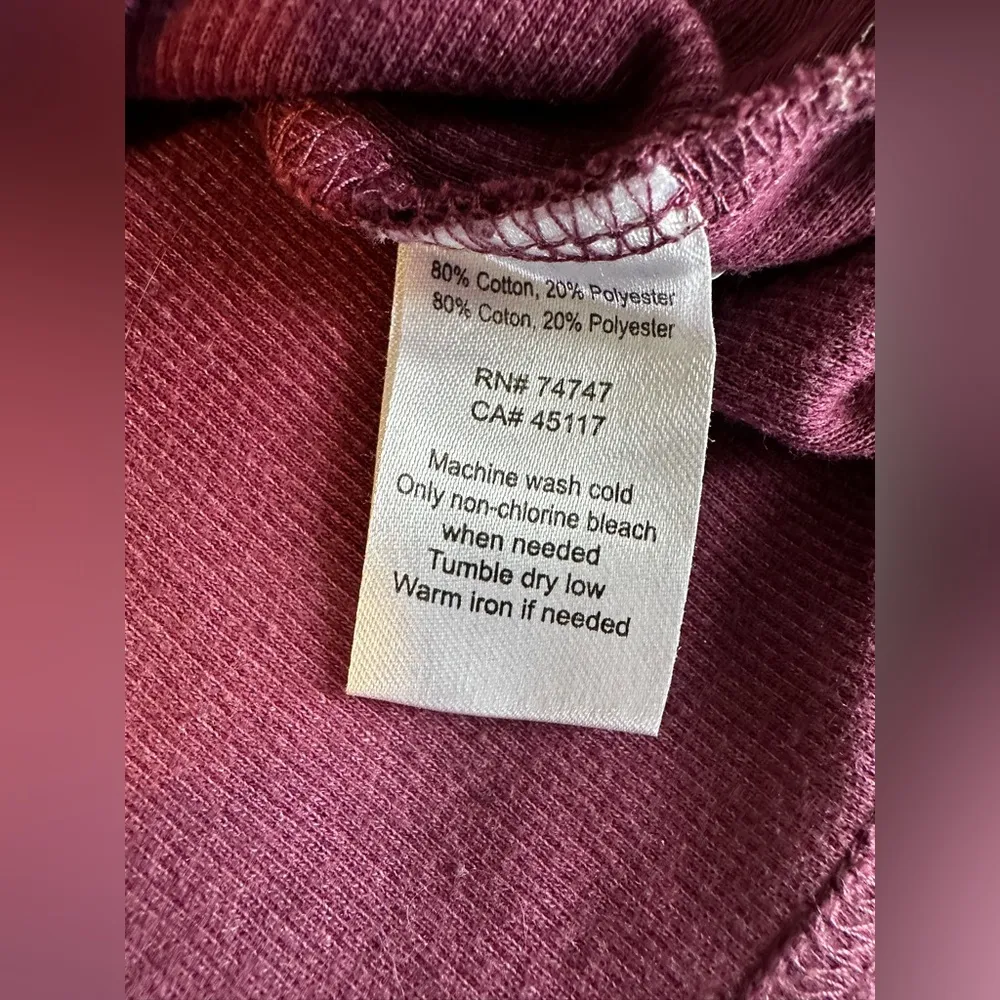 80% Cotton, 20% Polyester
80% Coton, 20% Polyester
RN# 74747
CA# 45117
Machine wash cold
Only non-chlorine bleach
when needed
Tumble dry low
Warm iron if needed